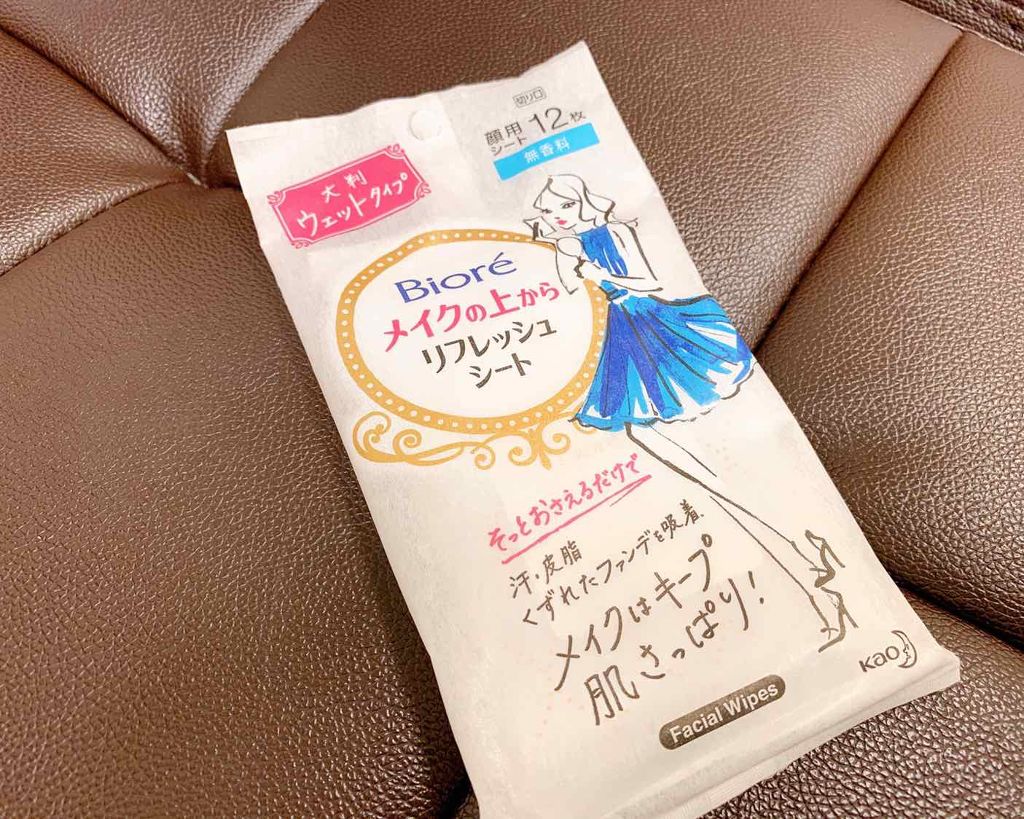 切り口
顔用
シート
12枚
無香料
大判
ウェットタイプ
Bioré
メイクの上から
リフレッシュ
シート
そっとおさえるだけで
汗・皮脂
くずれたファンデを吸着、
メイクはキープ
肌さっぱり!
Kao
Facial Wipes